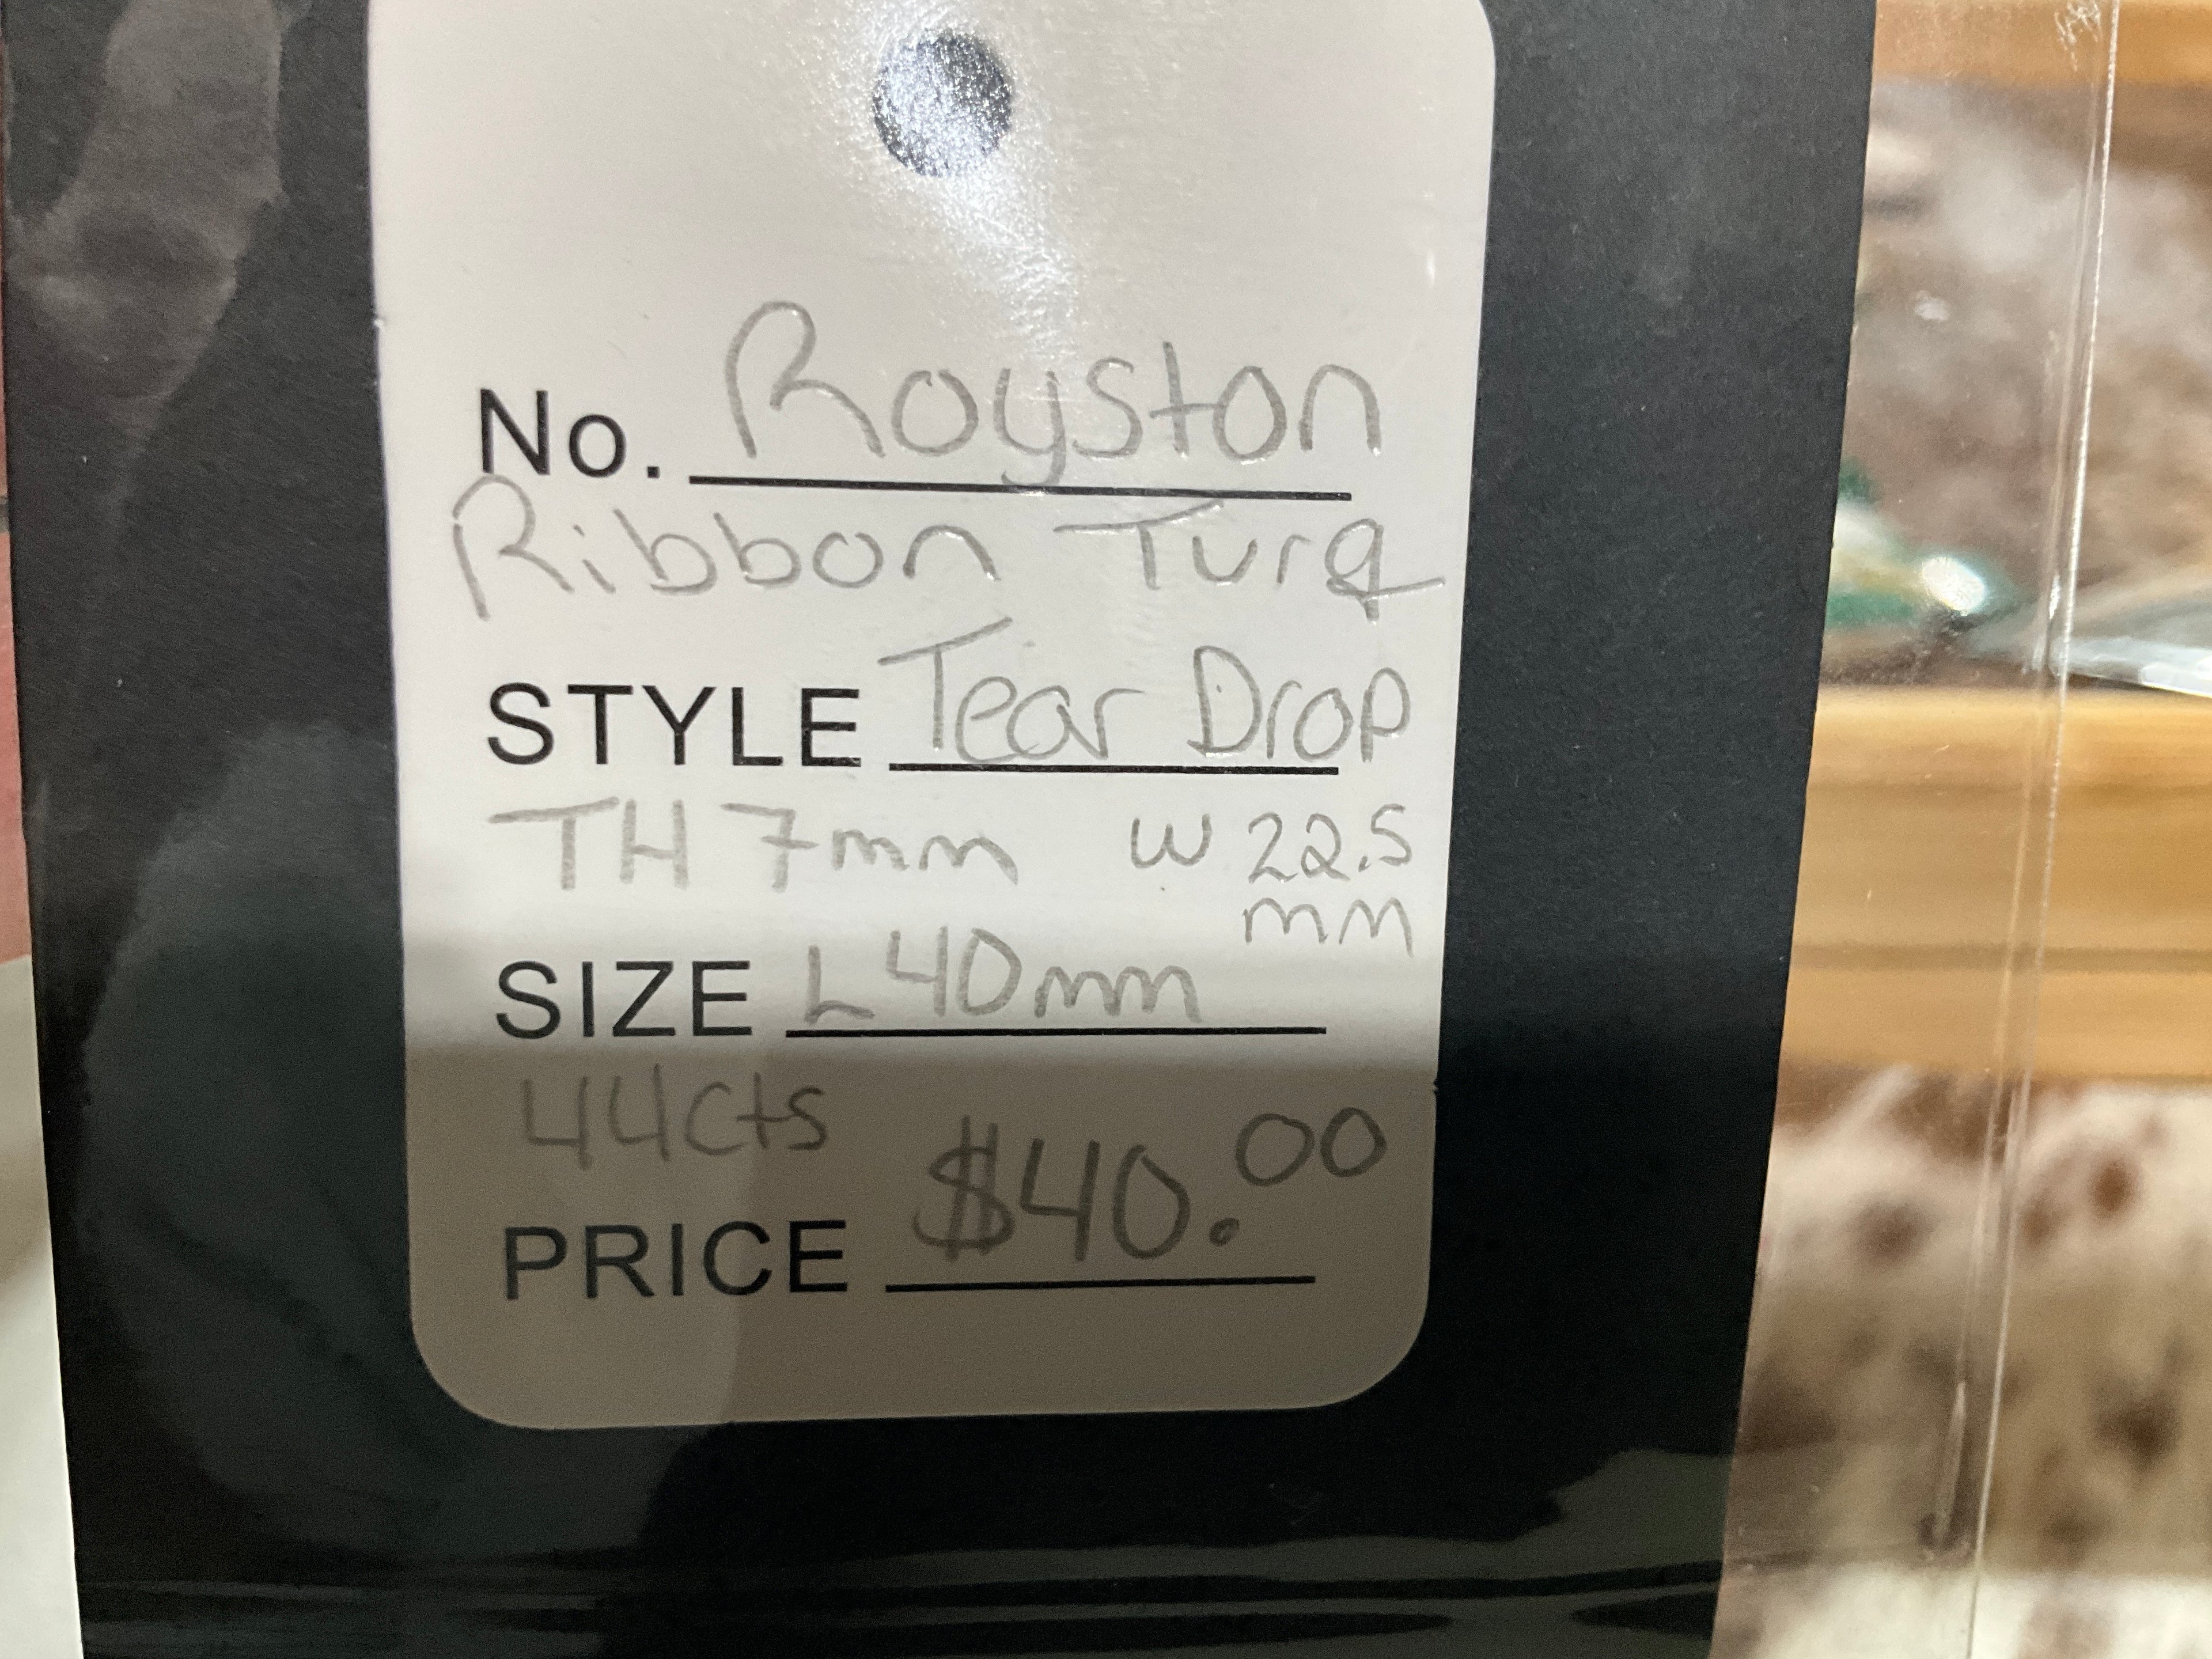 No. Royston
Ribbon Turq
STYLE Tear Drop
TH 7mm W 22.5
mm
SIZE L 40mm
44cts
PRICE $40.00